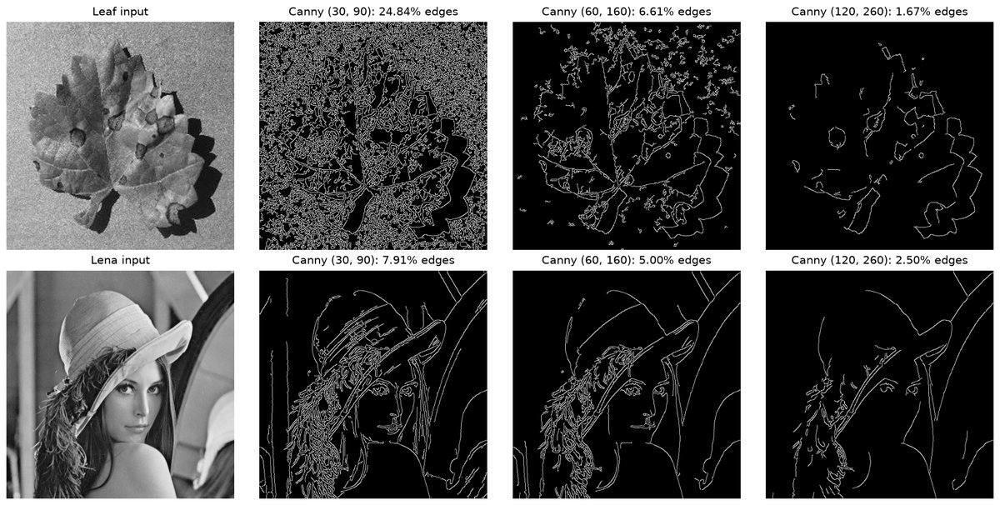 Leaf input
Canny (30, 90): 24.84% edges
Canny (60, 160): 6.61% edges
Canny (120, 260): 1.67% edges
Lena input
Canny (30, 90): 7.91% edges
Canny (60, 160): 5.00% edges
Canny (120, 260): 2.50% edges